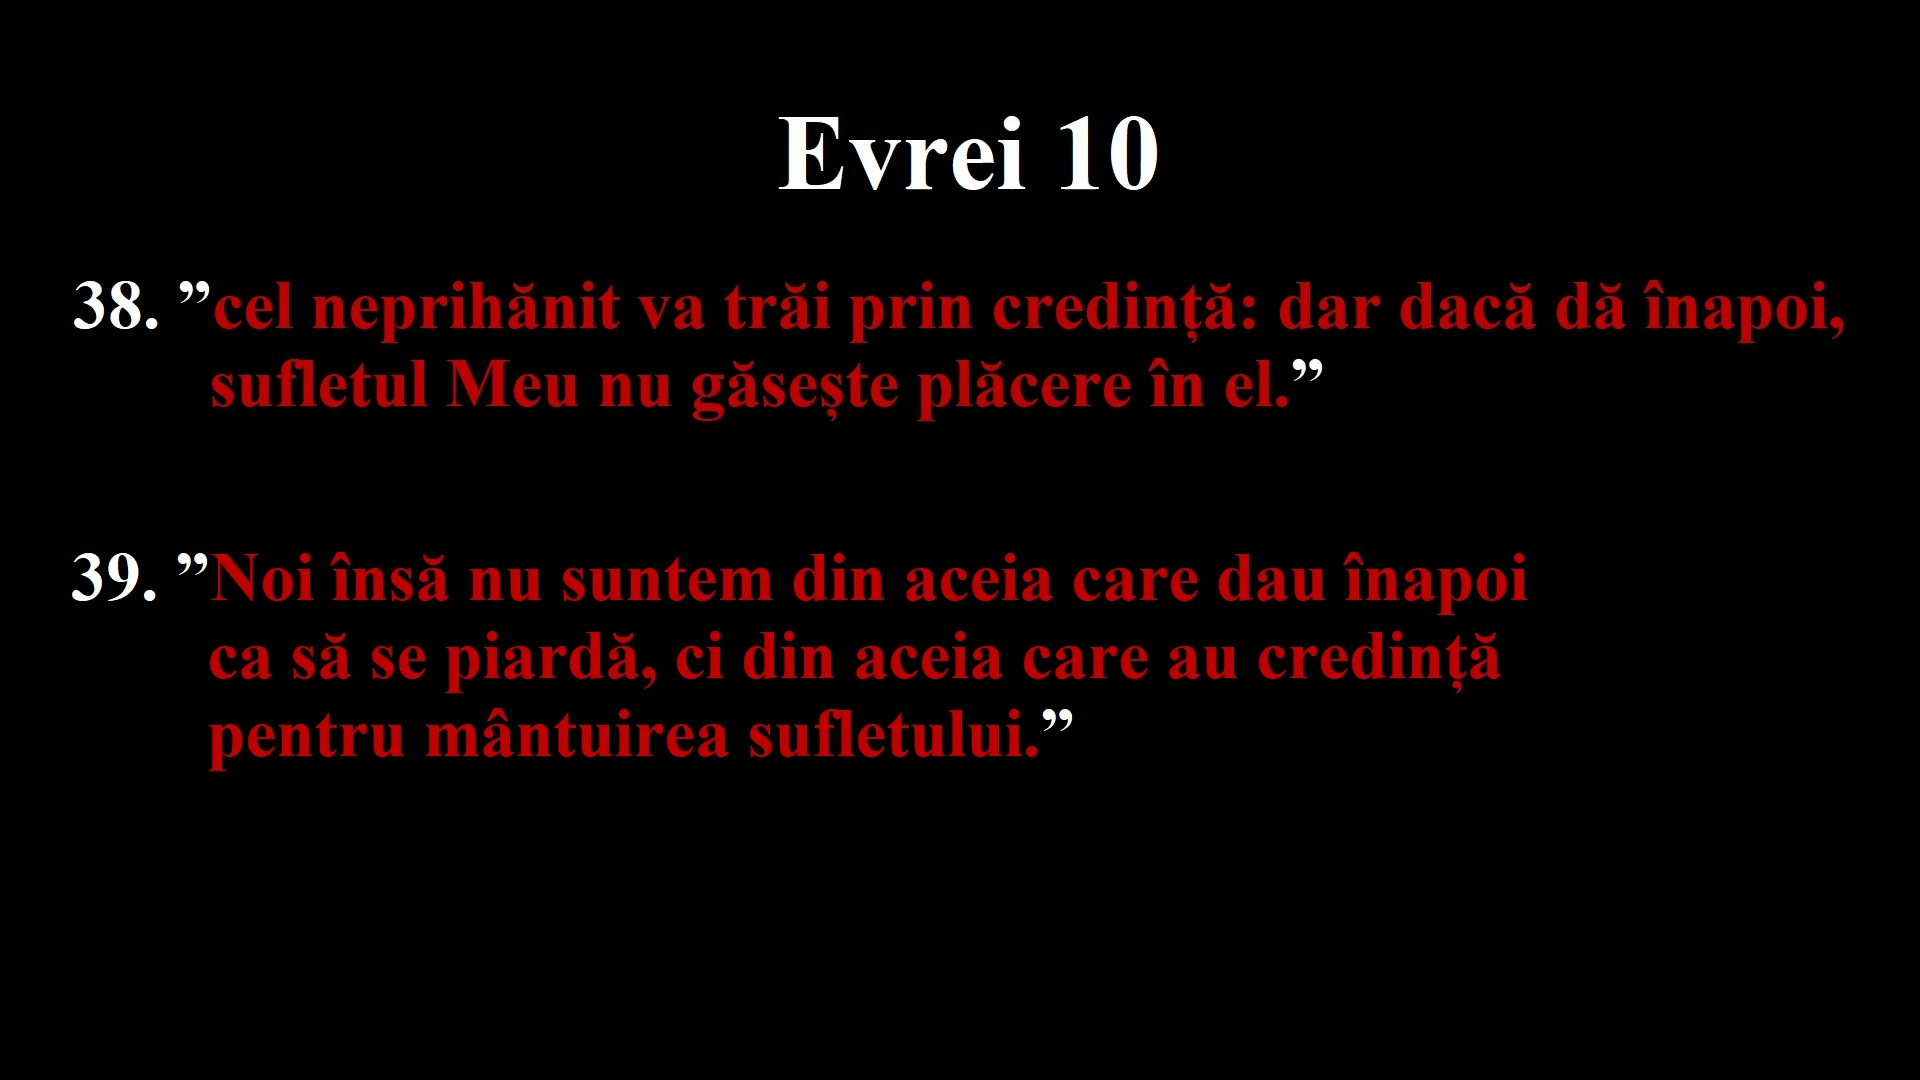 Evrei 10
38. ”cel neprihănit va trăi prin credință: dar dacă dă înapoi,
sufletul Meu nu găsește plăcere în el.”
39. ”Noi însă nu suntem din aceia care dau înapoi
ca să se piardă, ci din aceia care au credință
pentru mântuirea sufletului.”